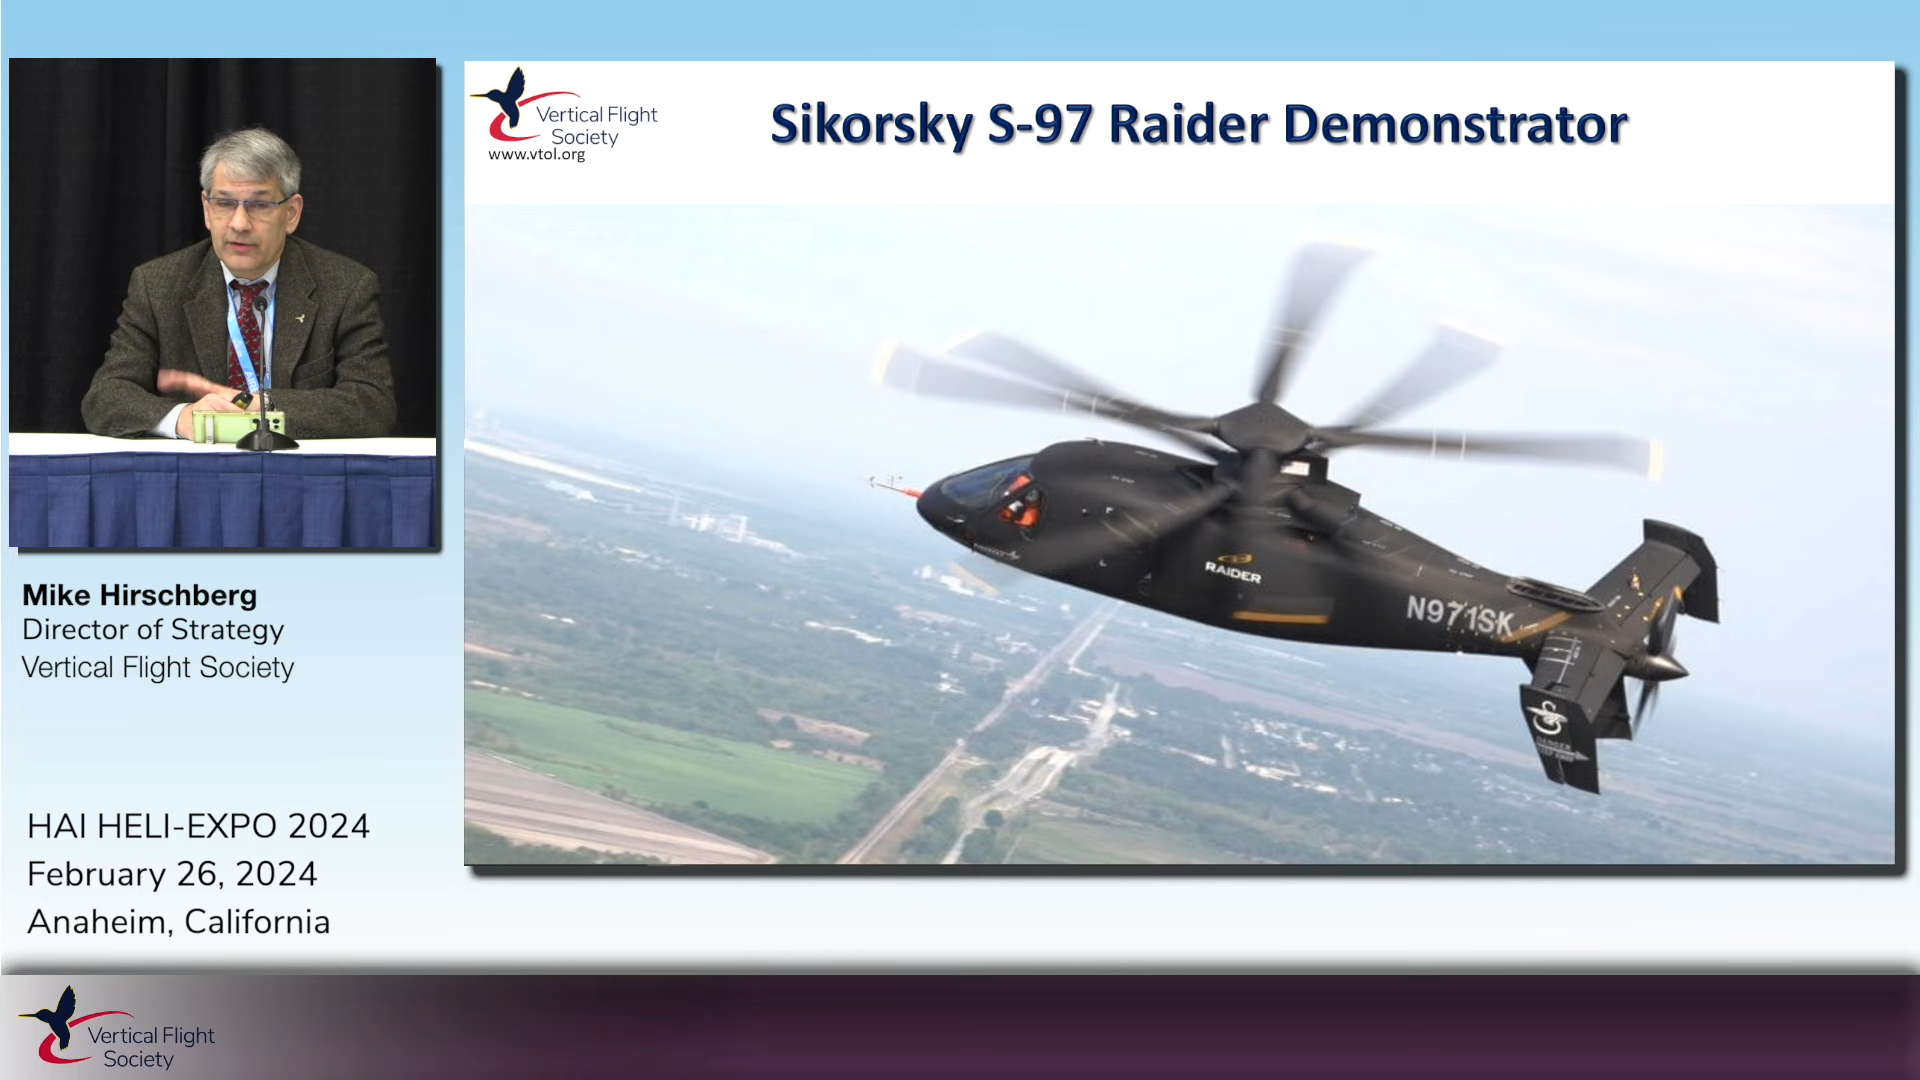 Vertical Flight
Society
www.vtol.org
Sikorsky S-97 Raider Demonstrator
RAIDER
N971SK
DANGER
Mike Hirschberg
Director of Strategy
Vertical Flight Society
HAI HELI-EXPO 2024
February 26, 2024
Anaheim, California
Vertical Flight
Society